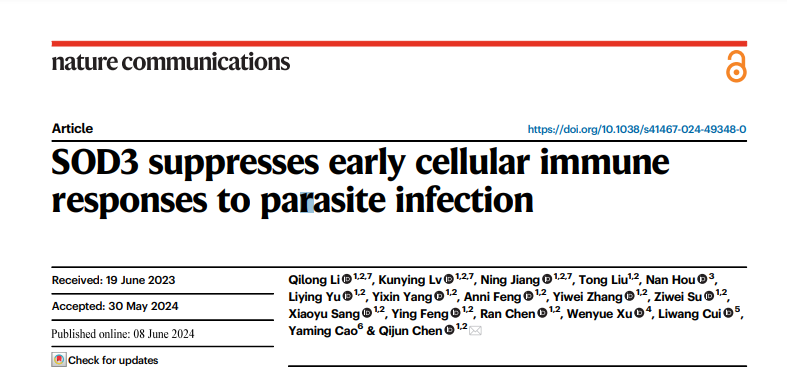 nature communications
Article
https://doi.org/10.1038/s41467-024-49348-0
SOD3 suppresses early cellular immune
responses to parasite infection
Received: 19 June 2023
Accepted: 30 May 2024
Published online: 08 June 2024
Check for updates
Qilong Li 1,2,7, Kunying Lv 1,2,7, Ning Jiang 1,2,7, Tong Liu1,2, Nan Hou 3,
Liying Yu 1,2, Yixin Yang 1,2, Anni Feng 1,2, Yiwei Zhang 1,2, Ziwei Su 1,2,
Xiaoyu Sang 1,2, Ying Feng 1,2, Ran Chen 1,2, Wenyue Xu 4, Liwang Cui 5,
Yaming Cao6 & Qijun Chen 1,2